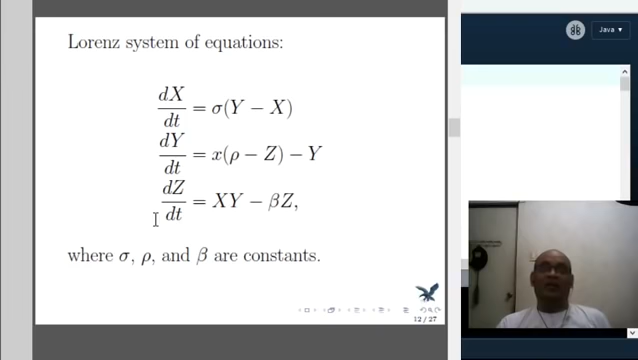 Lorenz system of equations:
dX/dt = σ(Y − X)
dY/dt = x(ρ − Z) − Y
dZ/dt = XY − βZ,
where σ, ρ, and β are constants.
12 / 27
Java